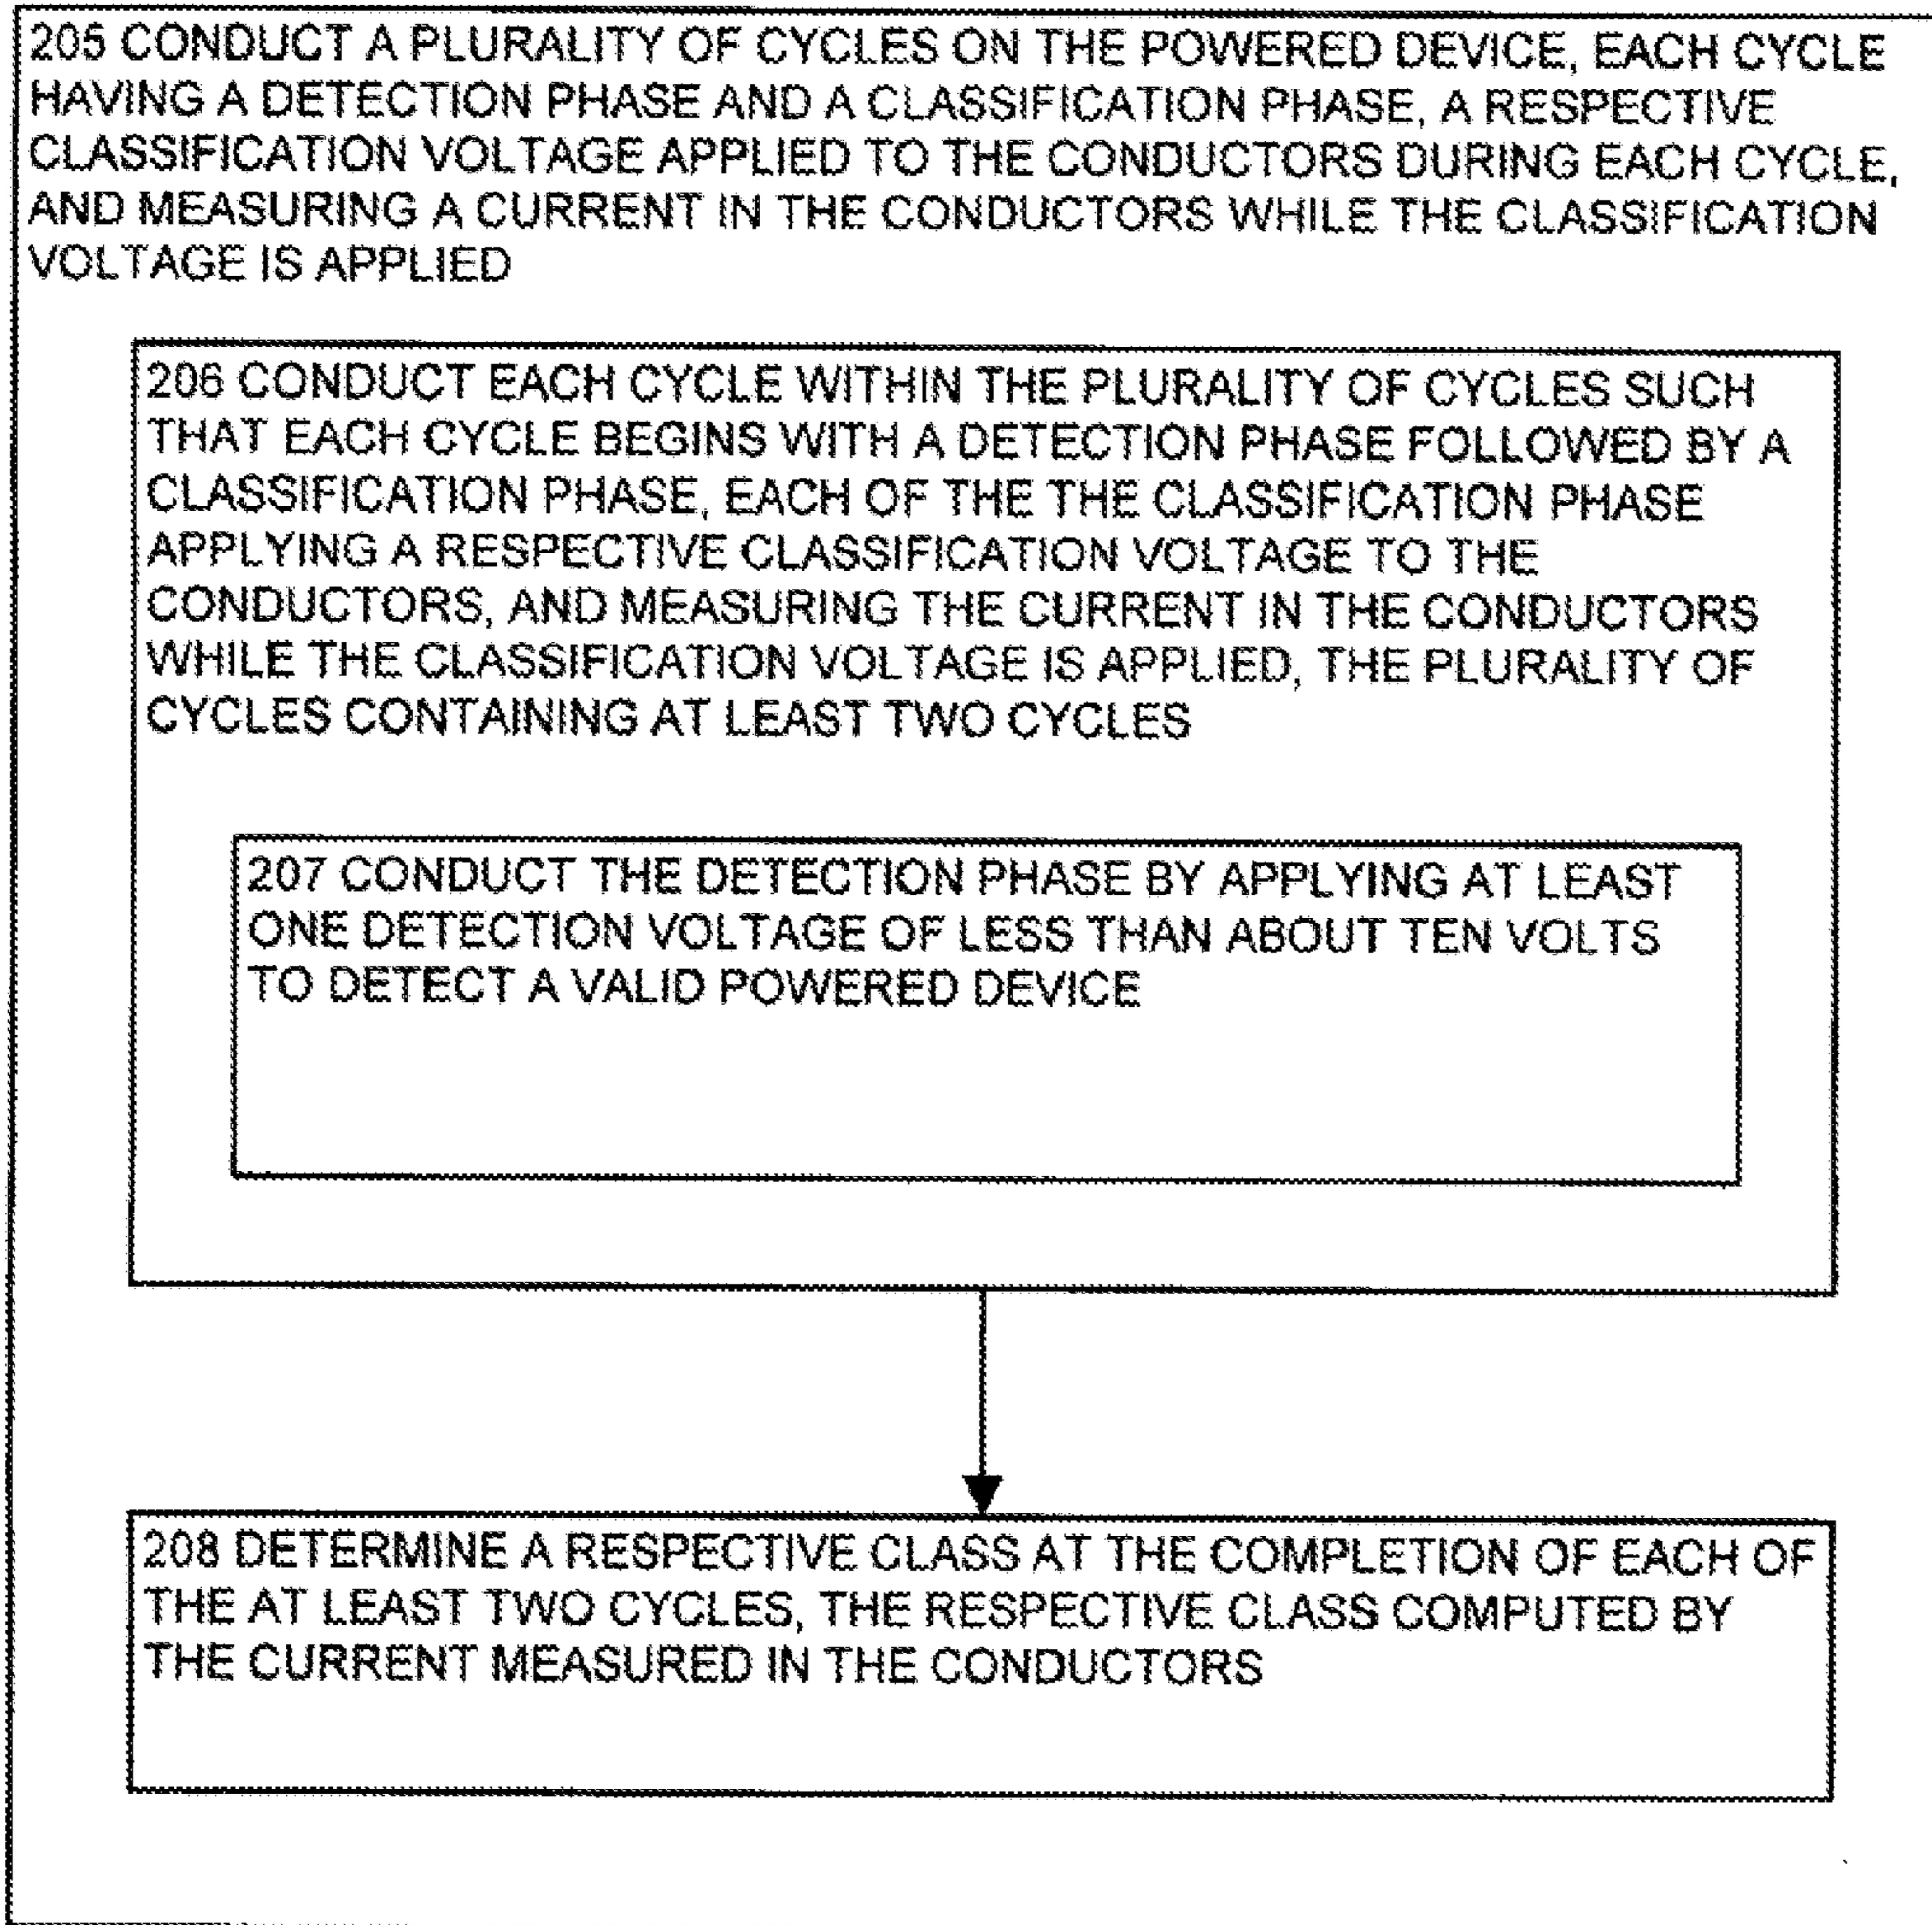 205 CONDUCT A PLURALITY OF CYCLES ON THE POWERED DEVICE, EACH CYCLE
HAVING A DETECTION PHASE AND A CLASSIFICATION PHASE, A RESPECTIVE
CLASSIFICATION VOLTAGE APPLIED TO THE CONDUCTORS DURING EACH CYCLE,
AND MEASURING A CURRENT IN THE CONDUCTORS WHILE THE CLASSIFICATION
VOLTAGE IS APPLIED
206 CONDUCT EACH CYCLE WITHIN THE PLURALITY OF CYCLES SUCH
THAT EACH CYCLE BEGINS WITH A DETECTION PHASE FOLLOWED BY A
CLASSIFICATION PHASE, EACH OF THE THE CLASSIFICATION PHASE
APPLYING A RESPECTIVE CLASSIFICATION VOLTAGE TO THE
CONDUCTORS, AND MEASURING THE CURRENT IN THE CONDUCTORS
WHILE THE CLASSIFICATION VOLTAGE IS APPLIED, THE PLURALITY OF
CYCLES CONTAINING AT LEAST TWO CYCLES
207 CONDUCT THE DETECTION PHASE BY APPLYING AT LEAST
ONE DETECTION VOLTAGE OF LESS THAN ABOUT TEN VOLTS
TO DETECT A VALID POWERED DEVICE
208 DETERMINE A RESPECTIVE CLASS AT THE COMPLETION OF EACH OF
THE AT LEAST TWO CYCLES, THE RESPECTIVE CLASS COMPUTED BY
THE CURRENT MEASURED IN THE CONDUCTORS